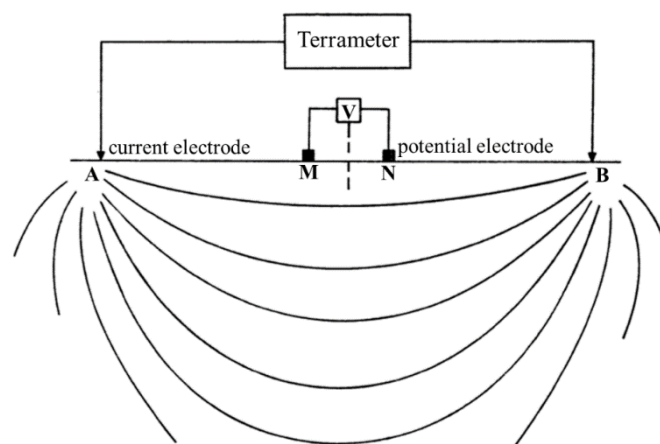 Terrameter
V
current electrode
potential electrode
A
M
N
B